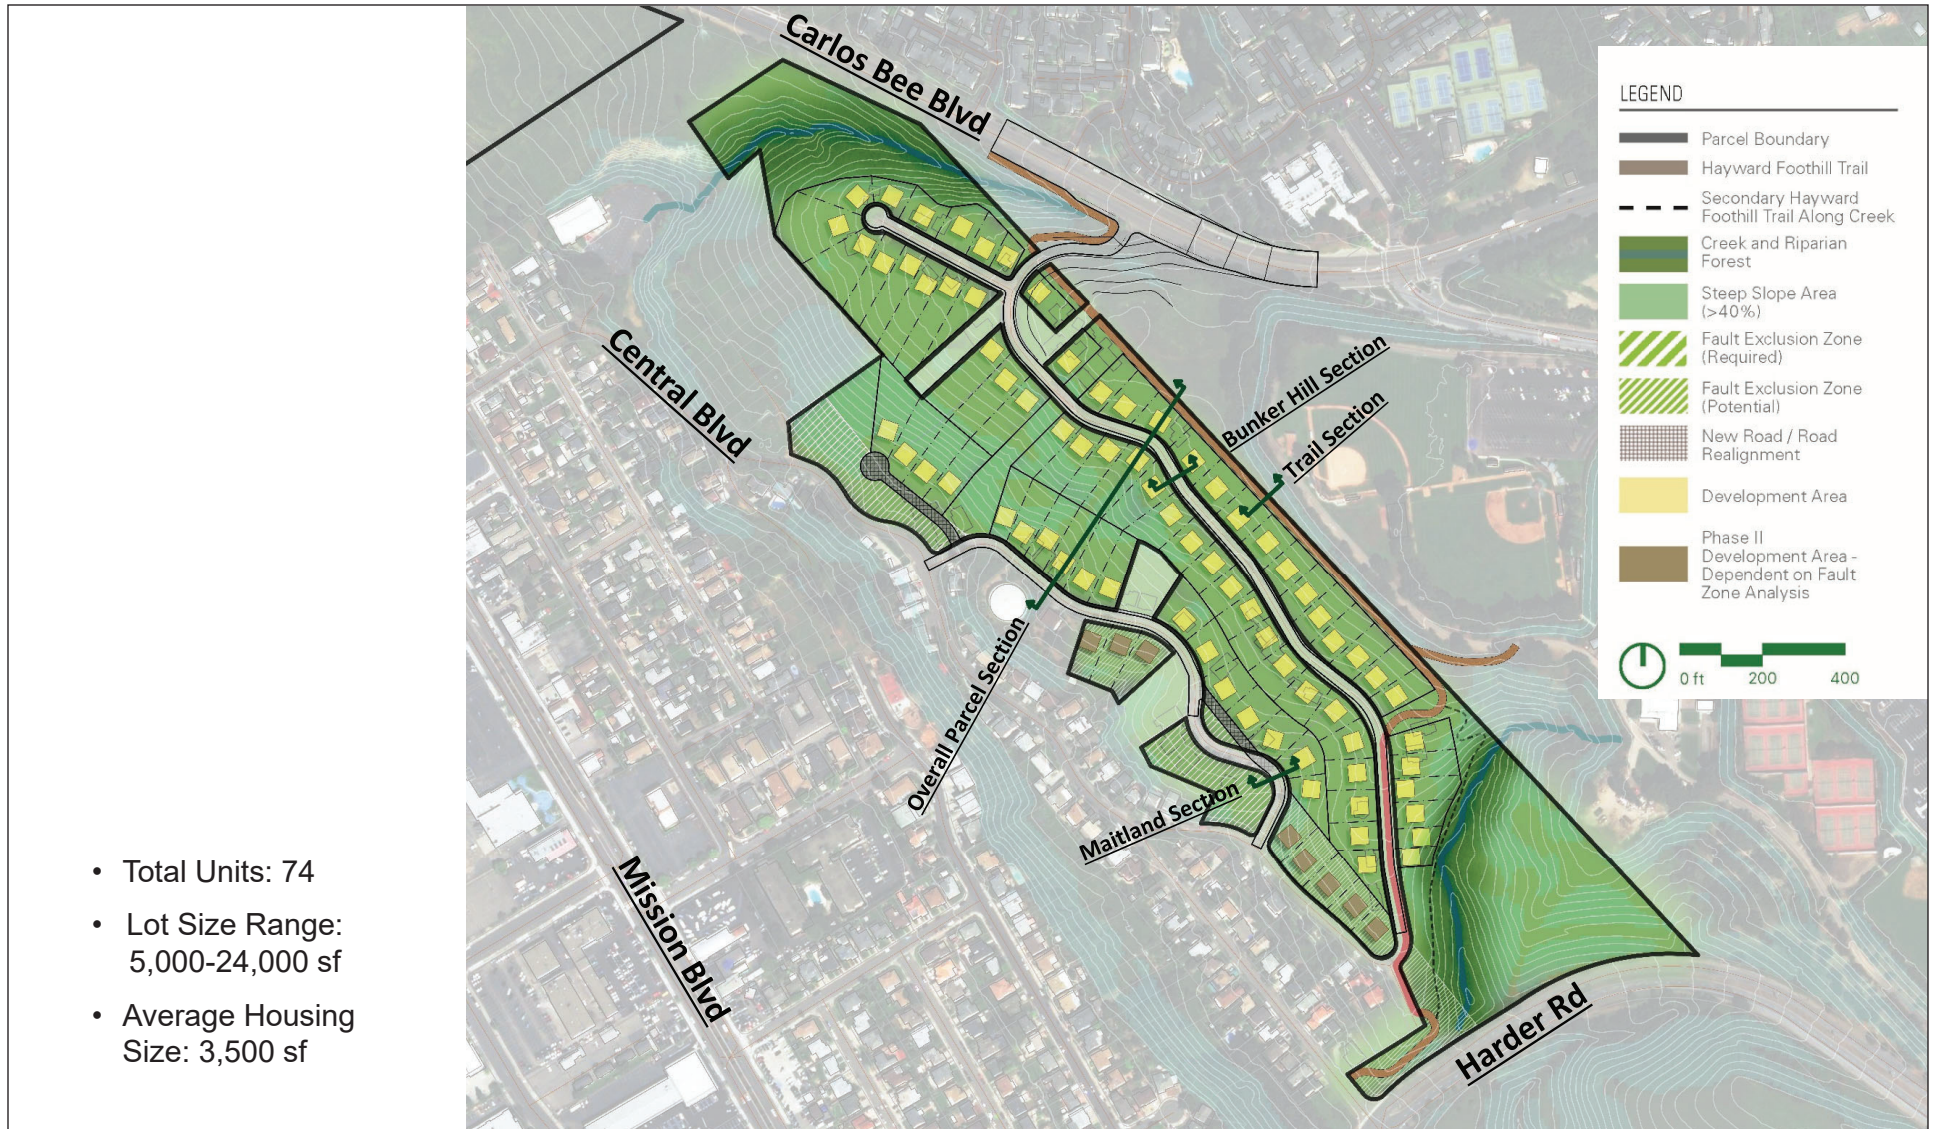 Carlos Bee Blvd
Central Blvd
Bunker Hill Section
Trail Section
Overall Parcel Section
Maitland Section
Mission Blvd
Harder Rd
• Total Units: 74
• Lot Size Range:
5,000-24,000 sf
• Average Housing
Size: 3,500 sf
LEGEND
Parcel Boundary
Hayward Foothill Trail
Secondary Hayward
Foothill Trail Along Creek
Creek and Riparian
Forest
Steep Slope Area
(>40%)
Fault Exclusion Zone
(Required)
Fault Exclusion Zone
(Potential)
New Road / Road
Realignment
Development Area
Phase II
Development Area -
Dependent on Fault
Zone Analysis
0 ft 200 400